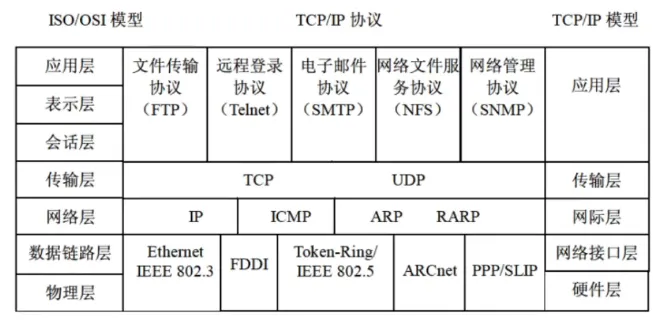 ISO/OSI 模型 TCP/IP 协议 TCP/IP 模型
应用层
表示层
会话层
文件传输
协议
（FTP）
远程登录
协议
（Telnet）
电子邮件
协议
（SMTP）
网络文件服
务协议
（NFS）
网络管理
协议
（SNMP）
应用层
传输层 TCP UDP 传输层
网络层 IP ICMP ARP RARP 网际层
数据链路层
物理层
Ethernet
IEEE 802.3
FDDI
Token-Ring/
IEEE 802.5
ARCnet
PPP/SLIP
网络接口层
硬件层